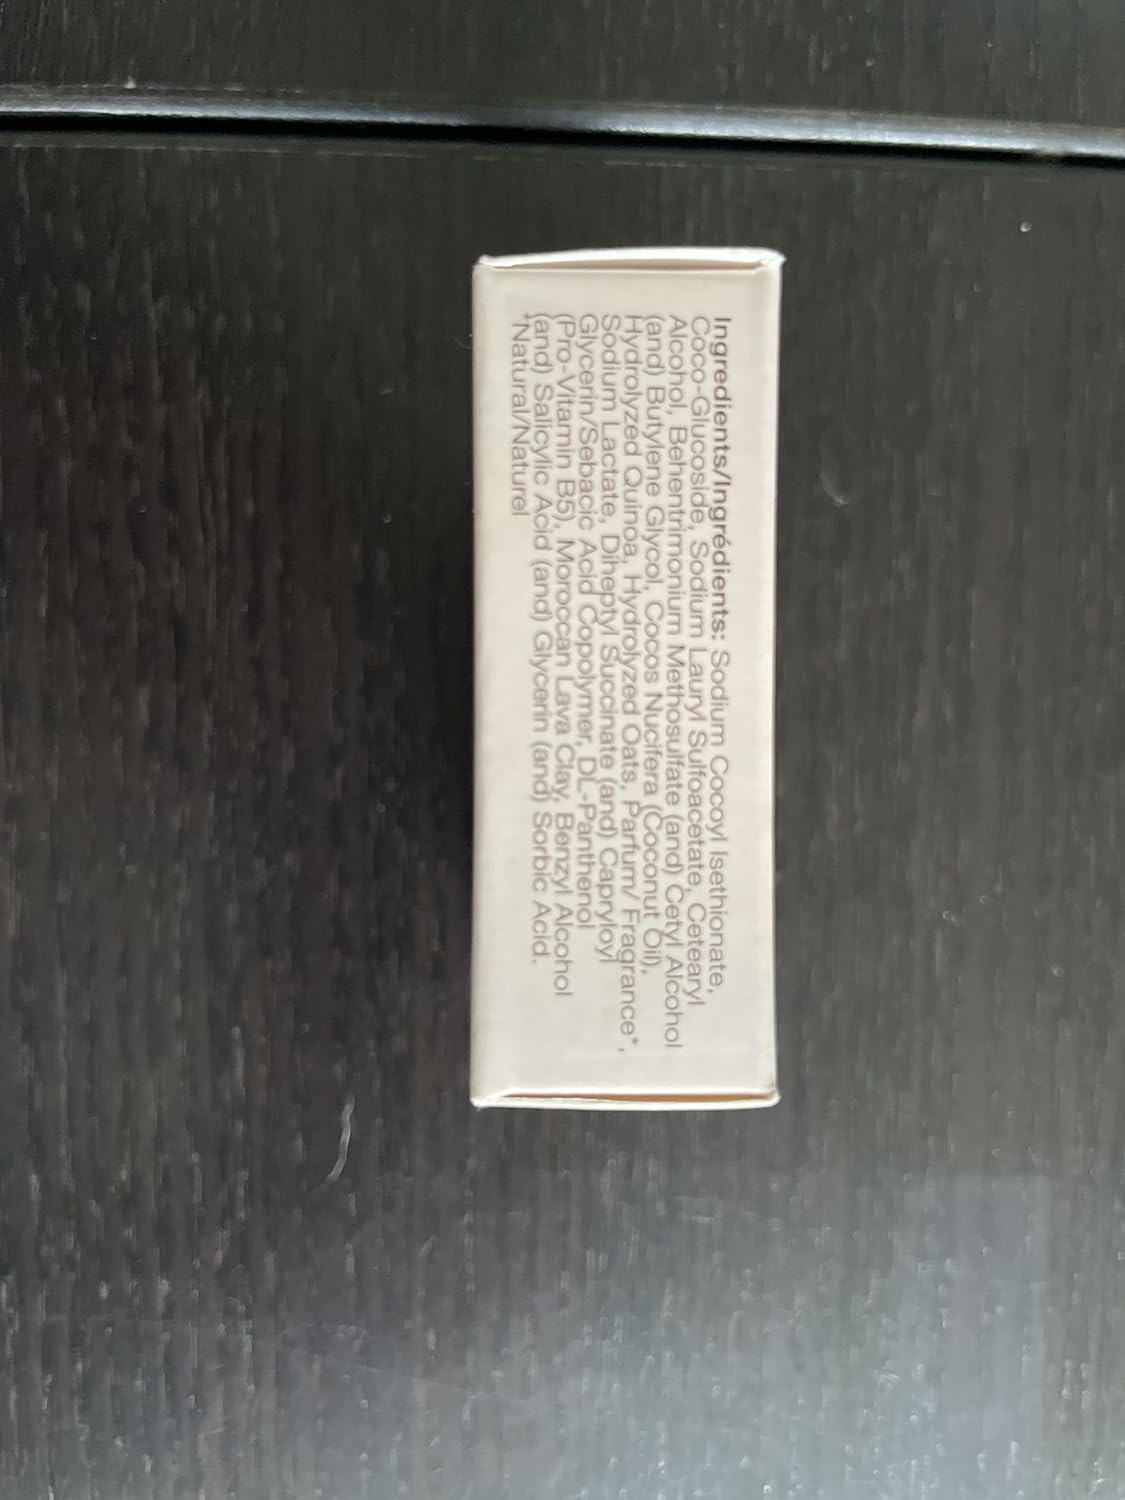 Ingredients/Ingrédients: Sodium Cocoyl Isethionate,
Coco-Glucoside, Sodium Lauryl Sulfoacetate, Cetearyl
Alcohol, Behentrimonium Methosulfate (and) Cetyl Alcohol
(and) Butylene Glycol, Cocos Nucifera (Coconut Oil),
Hydrolyzed Quinoa, Hydrolyzed Oats, Parfum/ Fragrance*,
Sodium Lactate, Diheptyl Succinate (and) Capryloyl
Glycerin/Sebacic Acid Copolymer, DL-Panthenol
(Pro-Vitamin B5), Moroccan Lava Clay, Benzyl Alcohol
(and) Salicylic Acid (and) Glycerin (and) Sorbic Acid.
*Natural/Naturel